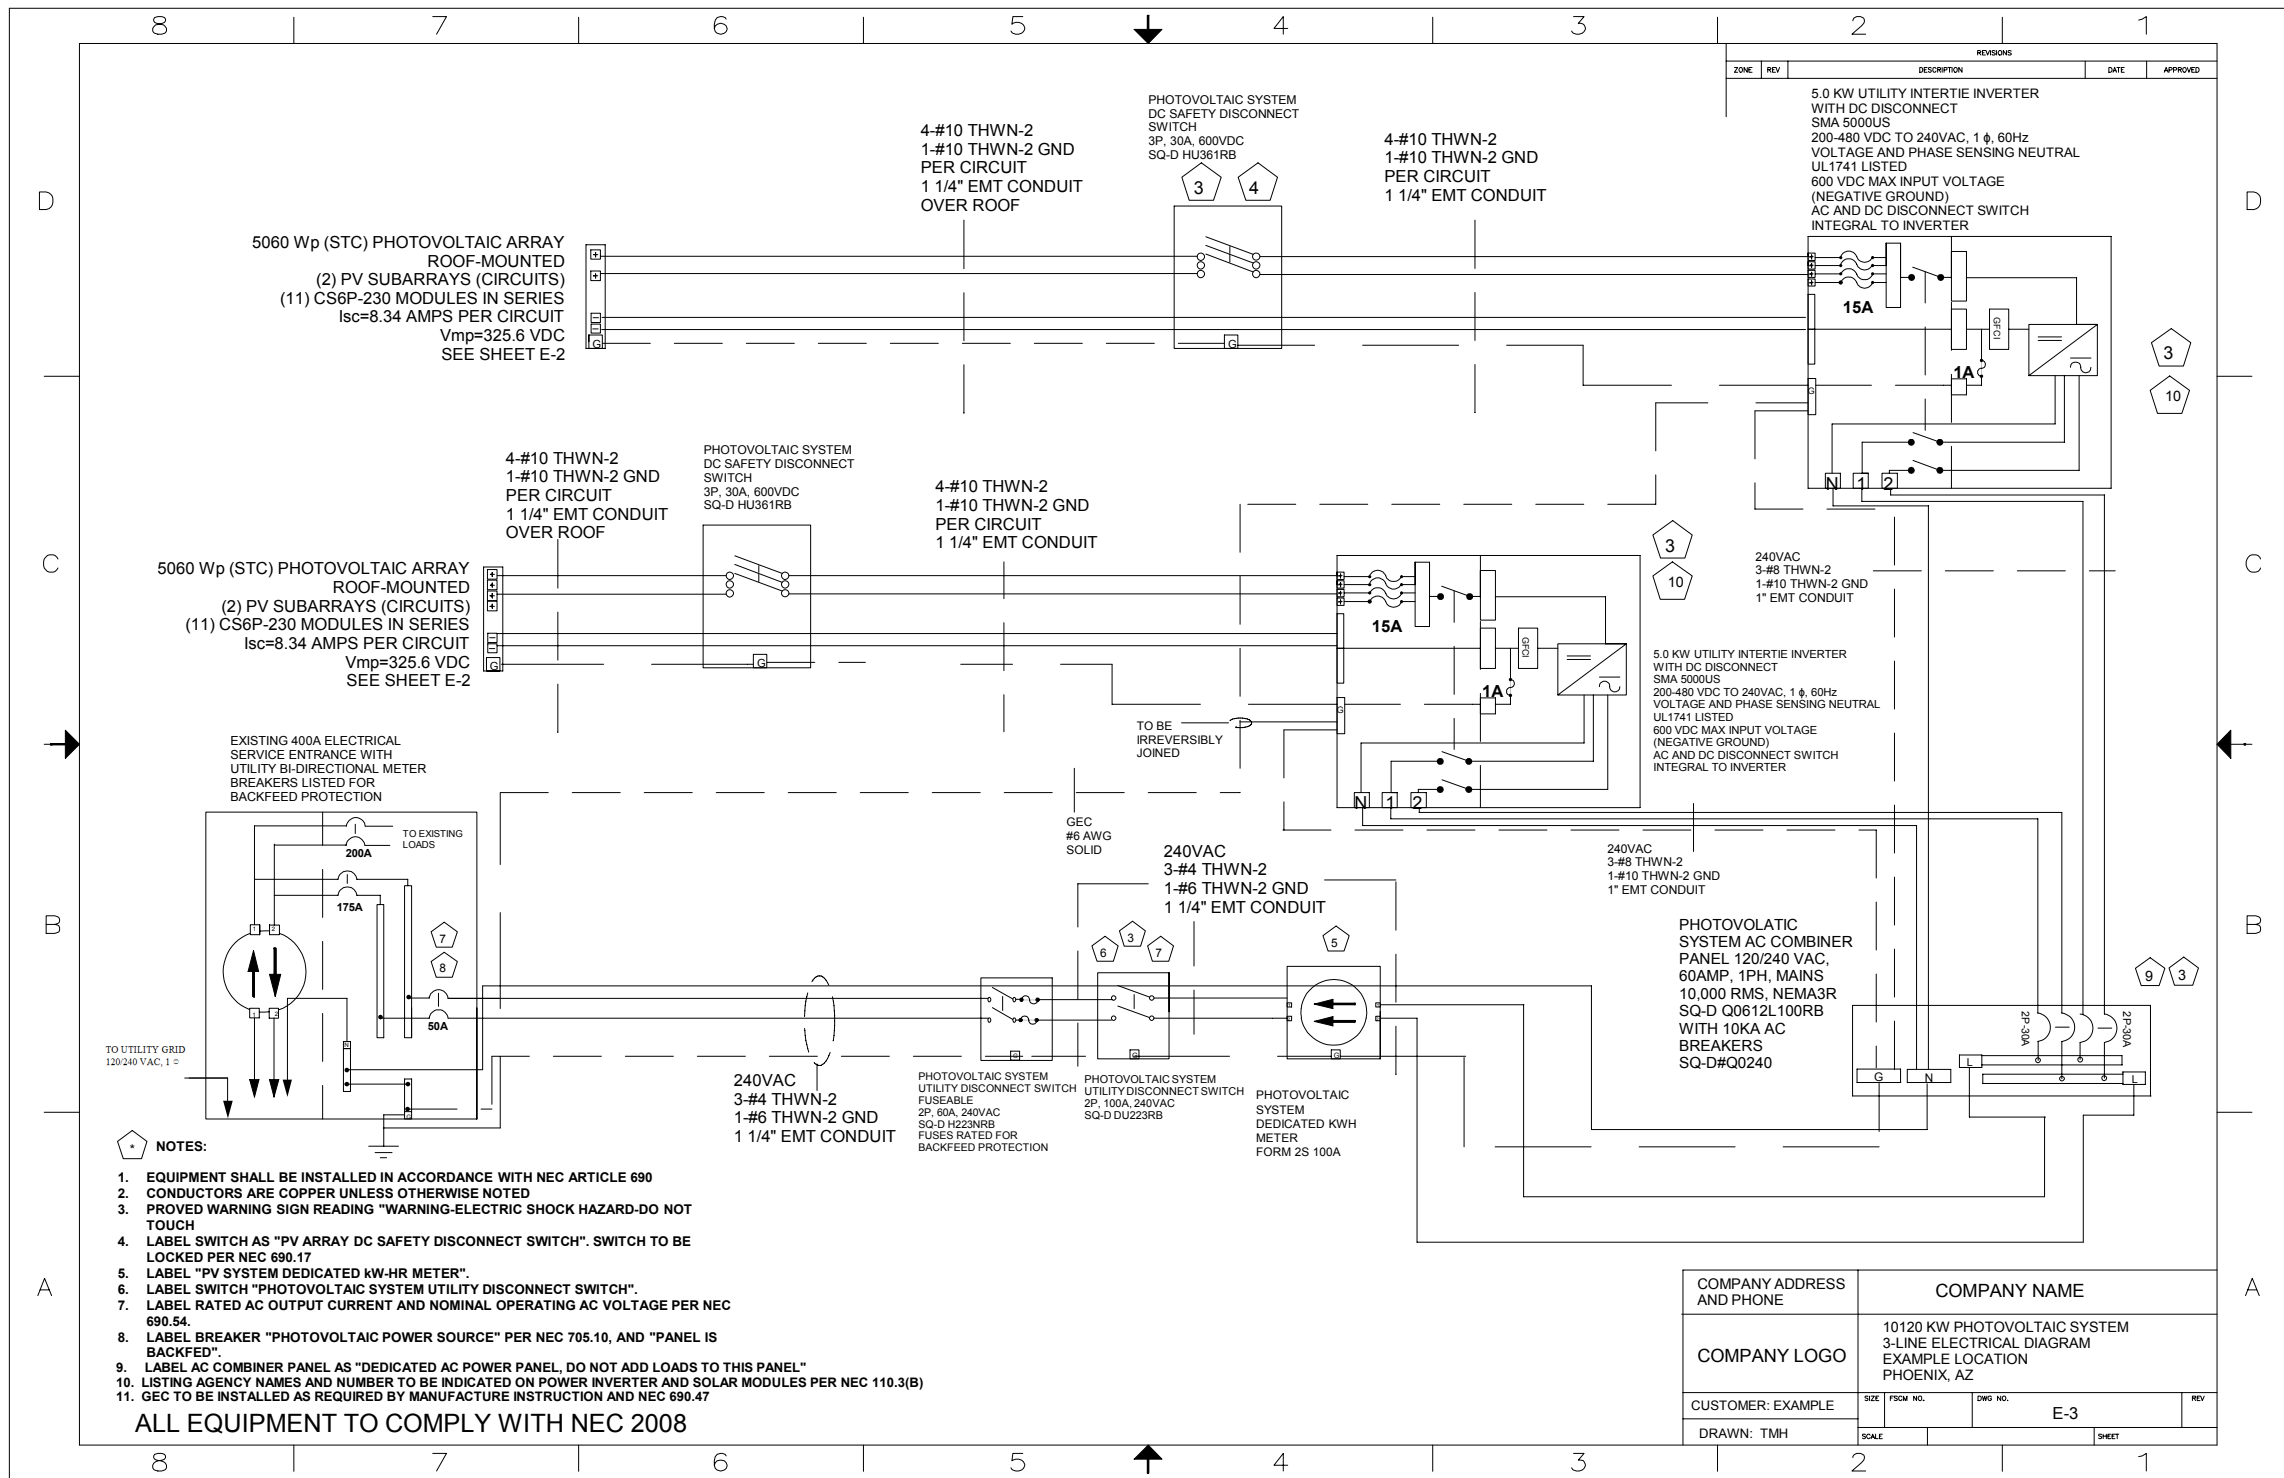 8 7 6 5 4 3 2 1
REVISIONS
ZONE REV DESCRIPTION DATE APPROVED
D
D
4-#10 THWN-2
1-#10 THWN-2 GND
PER CIRCUIT
1 1/4" EMT CONDUIT
OVER ROOF
PHOTOVOLTAIC SYSTEM
DC SAFETY DISCONNECT
SWITCH
3P, 30A, 600VDC
SQ-D HU361RB
3 4
4-#10 THWN-2
1-#10 THWN-2 GND
PER CIRCUIT
1 1/4" EMT CONDUIT
5.0 KW UTILITY INTERTIE INVERTER
WITH DC DISCONNECT
SMA 5000US
200-480 VDC TO 240VAC, 1 ϕ, 60Hz
VOLTAGE AND PHASE SENSING NEUTRAL
UL1741 LISTED
600 VDC MAX INPUT VOLTAGE
(NEGATIVE GROUND)
AC AND DC DISCONNECT SWITCH
INTEGRAL TO INVERTER
5060 Wp (STC) PHOTOVOLTAIC ARRAY
ROOF-MOUNTED
(2) PV SUBARRAYS (CIRCUITS)
(11) CS6P-230 MODULES IN SERIES
Isc=8.34 AMPS PER CIRCUIT
Vmp=325.6 VDC
SEE SHEET E-2
G
G
15A
GFCI
1A
G
N 1 2
3
10
C
C
4-#10 THWN-2
1-#10 THWN-2 GND
PER CIRCUIT
1 1/4" EMT CONDUIT
OVER ROOF
PHOTOVOLTAIC SYSTEM
DC SAFETY DISCONNECT
SWITCH
3P, 30A, 600VDC
SQ-D HU361RB
4-#10 THWN-2
1-#10 THWN-2 GND
PER CIRCUIT
1 1/4" EMT CONDUIT
5060 Wp (STC) PHOTOVOLTAIC ARRAY
ROOF-MOUNTED
(2) PV SUBARRAYS (CIRCUITS)
(11) CS6P-230 MODULES IN SERIES
Isc=8.34 AMPS PER CIRCUIT
Vmp=325.6 VDC
SEE SHEET E-2
G
G
15A
GFCI
1A
G
N 1 2
3
10
240VAC
3-#8 THWN-2
1-#10 THWN-2 GND
1" EMT CONDUIT
5.0 KW UTILITY INTERTIE INVERTER
WITH DC DISCONNECT
SMA 5000US
200-480 VDC TO 240VAC, 1 ϕ, 60Hz
VOLTAGE AND PHASE SENSING NEUTRAL
UL1741 LISTED
600 VDC MAX INPUT VOLTAGE
(NEGATIVE GROUND)
AC AND DC DISCONNECT SWITCH
INTEGRAL TO INVERTER
TO BE
IRREVERSIBLY
JOINED
GEC
#6 AWG
SOLID
EXISTING 400A ELECTRICAL
SERVICE ENTRANCE WITH
UTILITY BI-DIRECTIONAL METER
BREAKERS LISTED FOR
BACKFEED PROTECTION
TO EXISTING
LOADS
200A
175A
1 2
7
8
50A
1 2
N
G
TO UTILITY GRID
120/240 VAC, 1
B
B
240VAC
3-#4 THWN-2
1-#6 THWN-2 GND
1 1/4" EMT CONDUIT
6 3 7
5
G G G
240VAC
3-#8 THWN-2
1-#10 THWN-2 GND
1" EMT CONDUIT
PHOTOVOLATIC
SYSTEM AC COMBINER
PANEL 120/240 VAC,
60AMP, 1PH, MAINS
10,000 RMS, NEMA3R
SQ-D Q0612L100RB
WITH 10KA AC
BREAKERS
SQ-D#Q0240
9 3
2P-30A
2P-30A
L
L
G N
240VAC
3-#4 THWN-2
1-#6 THWN-2 GND
1 1/4" EMT CONDUIT
PHOTOVOLTAIC SYSTEM
UTILITY DISCONNECT SWITCH
FUSEABLE
2P, 60A, 240VAC
SQ-D H223NRB
FUSES RATED FOR
BACKFEED PROTECTION
PHOTOVOLTAIC SYSTEM
UTILITY DISCONNECT SWITCH
2P, 100A, 240VAC
SQ-D DU223RB
PHOTOVOLTAIC
SYSTEM
DEDICATED KWH
METER
FORM 2S 100A
* NOTES:
1. EQUIPMENT SHALL BE INSTALLED IN ACCORDANCE WITH NEC ARTICLE 690
2. CONDUCTORS ARE COPPER UNLESS OTHERWISE NOTED
3. PROVED WARNING SIGN READING "WARNING-ELECTRIC SHOCK HAZARD-DO NOT
TOUCH
4. LABEL SWITCH AS "PV ARRAY DC SAFETY DISCONNECT SWITCH". SWITCH TO BE
LOCKED PER NEC 690.17
5. LABEL "PV SYSTEM DEDICATED kW-HR METER".
6. LABEL SWITCH "PHOTOVOLTAIC SYSTEM UTILITY DISCONNECT SWITCH".
7. LABEL RATED AC OUTPUT CURRENT AND NOMINAL OPERATING AC VOLTAGE PER NEC
690.54.
8. LABEL BREAKER "PHOTOVOLTAIC POWER SOURCE" PER NEC 705.10, AND "PANEL IS
BACKFED".
9. LABEL AC COMBINER PANEL AS "DEDICATED AC POWER PANEL, DO NOT ADD LOADS TO THIS PANEL"
10. LISTING AGENCY NAMES AND NUMBER TO BE INDICATED ON POWER INVERTER AND SOLAR MODULES PER NEC 110.3(B)
11. GEC TO BE INSTALLED AS REQUIRED BY MANUFACTURE INSTRUCTION AND NEC 690.47
ALL EQUIPMENT TO COMPLY WITH NEC 2008
A
A
COMPANY ADDRESS
AND PHONE
COMPANY NAME
COMPANY LOGO
10120 KW PHOTOVOLTAIC SYSTEM
3-LINE ELECTRICAL DIAGRAM
EXAMPLE LOCATION
PHOENIX, AZ
CUSTOMER: EXAMPLE
SIZE FSCM NO. DWG NO. REV
E-3
DRAWN: TMH
SCALE SHEET
8 7 6 5 4 3 2 1